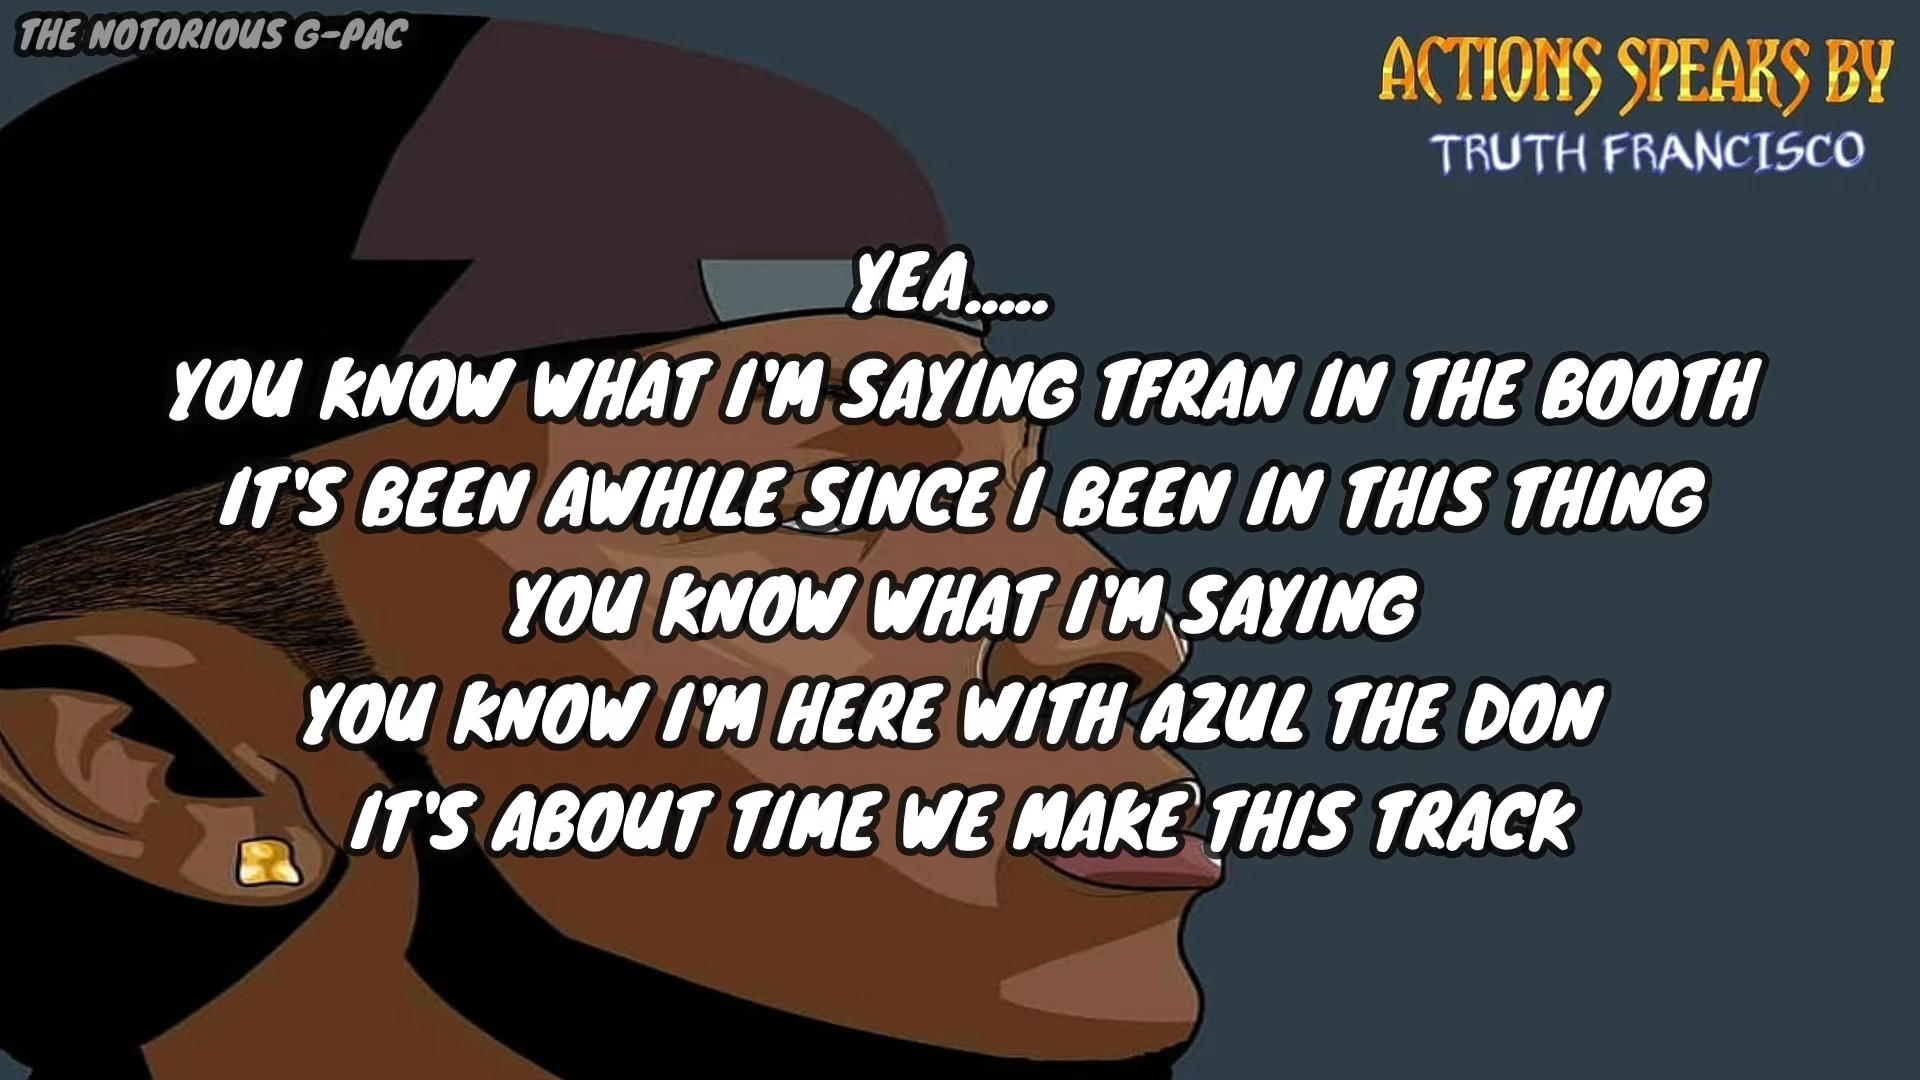 THE NOTORIOUS G-PAC
ACTIONS SPEAKS BY
TRUTH FRANCISCO
YEA.....
YOU KNOW WHAT I'M SAYING TFRAN IN THE BOOTH
IT'S BEEN AWHILE SINCE I BEEN IN THIS THING
YOU KNOW WHAT I'M SAYING
YOU KNOW I'M HERE WITH AZUL THE DON
IT'S ABOUT TIME WE MAKE THIS TRACK